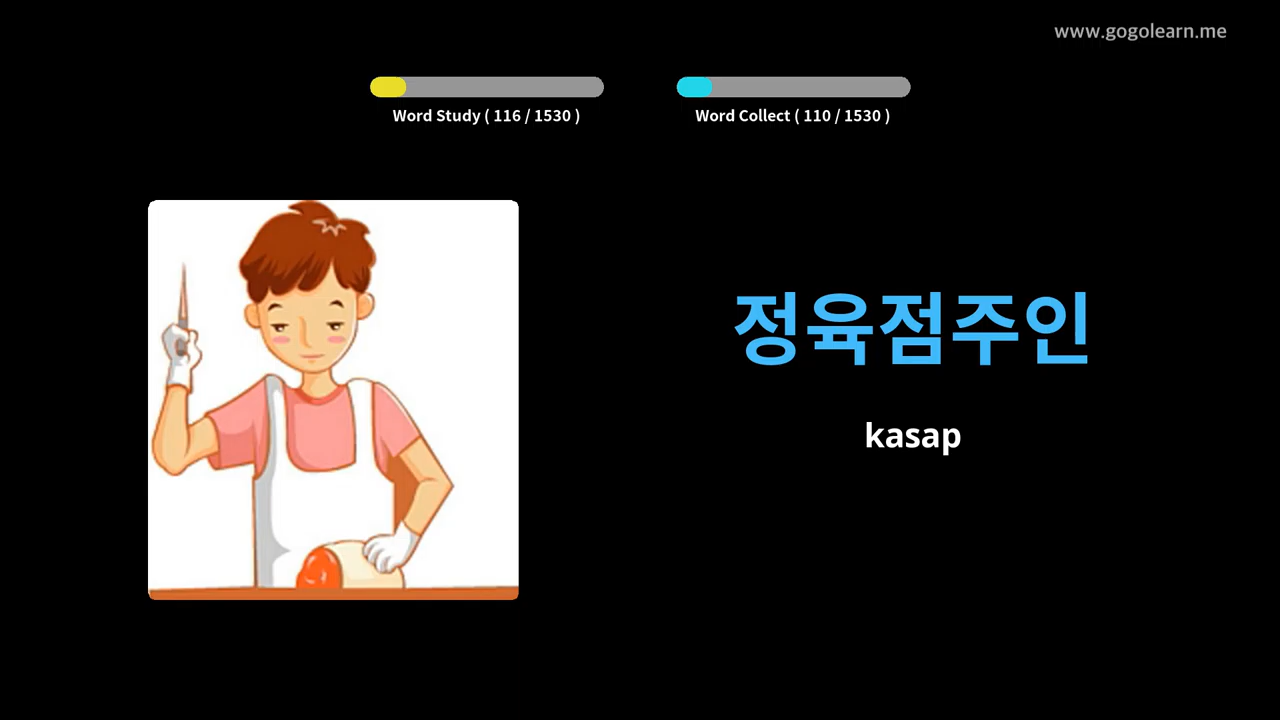 www.gogolearn.me
Word Study ( 116 / 1530 )
Word Collect ( 110 / 1530 )
정육점주인
kasap